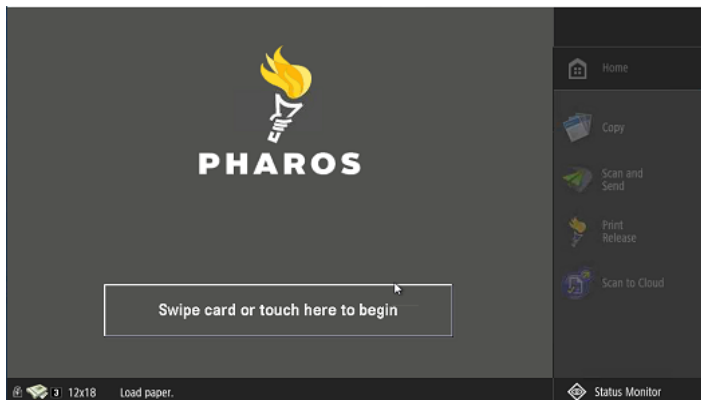 PHAROS
Swipe card or touch here to begin
Home
Copy
Scan and
Send
Print
Release
Scan to Cloud
3 12x18 Load paper.
Status Monitor